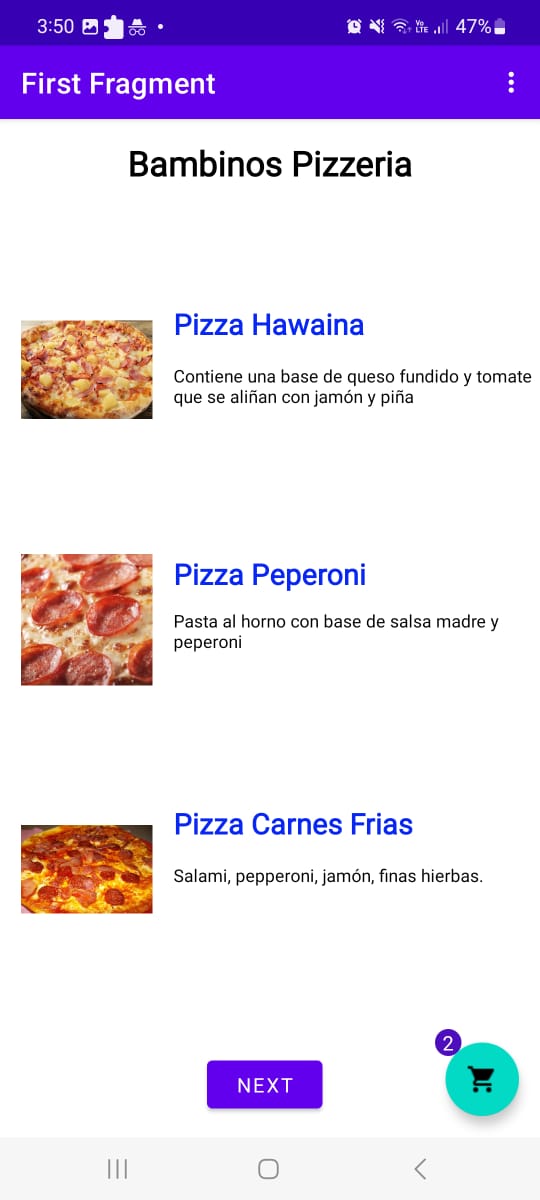 3:50
Vo
LTE
47%
First Fragment
Bambinos Pizzeria
Pizza Hawaina
Contiene una base de queso fundido y tomate
que se aliñan con jamón y piña
Pizza Peperoni
Pasta al horno con base de salsa madre y
peperoni
Pizza Carnes Frias
Salami, pepperoni, jamón, finas hierbas.
2
NEXT